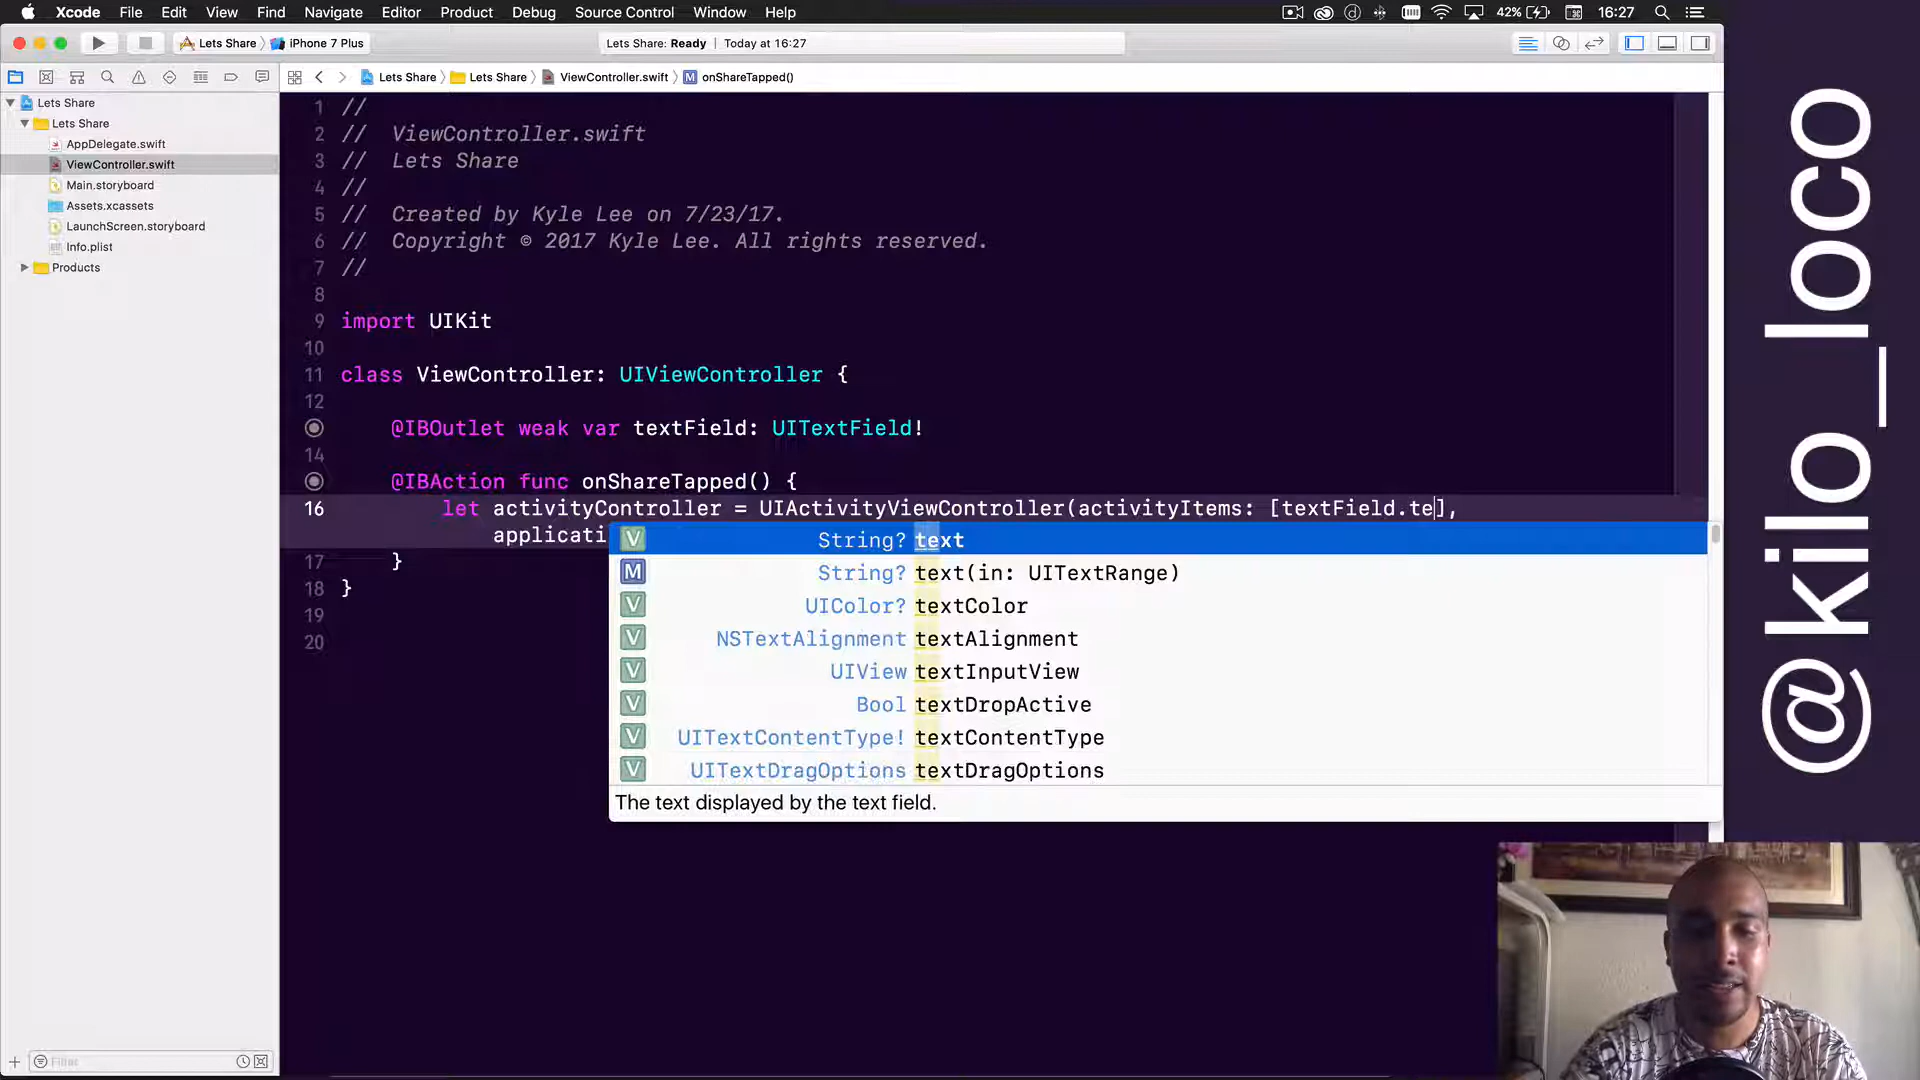 Xcode File Edit View Find Navigate Editor Product Debug Source Control Window Help 42% 16:27
Lets Share iPhone 7 Plus Lets Share: Ready Today at 16:27
Lets Share Lets Share ViewController.swift M onShareTapped()
Lets Share
Lets Share
AppDelegate.swift
ViewController.swift
Main.storyboard
Assets.xcassets
LaunchScreen.storyboard
Info.plist
Products
1 //
2 // ViewController.swift
3 // Lets Share
4 //
5 // Created by Kyle Lee on 7/23/17.
6 // Copyright © 2017 Kyle Lee. All rights reserved.
7 //
8
9 import UIKit
10
11 class ViewController: UIViewController {
12
@IBOutlet weak var textField: UITextField!
14
@IBAction func onShareTapped() {
16 let activityController = UIActivityViewController(activityItems: [textField.te],
applicati
17 }
18 }
19
20
V String? text
M String? text(in: UITextRange)
V UIColor? textColor
V NSTextAlignment textAlignment
V UIView textInputView
V Bool textDropActive
V UITextContentType! textContentType
V UITextDragOptions textDragOptions
The text displayed by the text field.
Filter
@kilo_loco